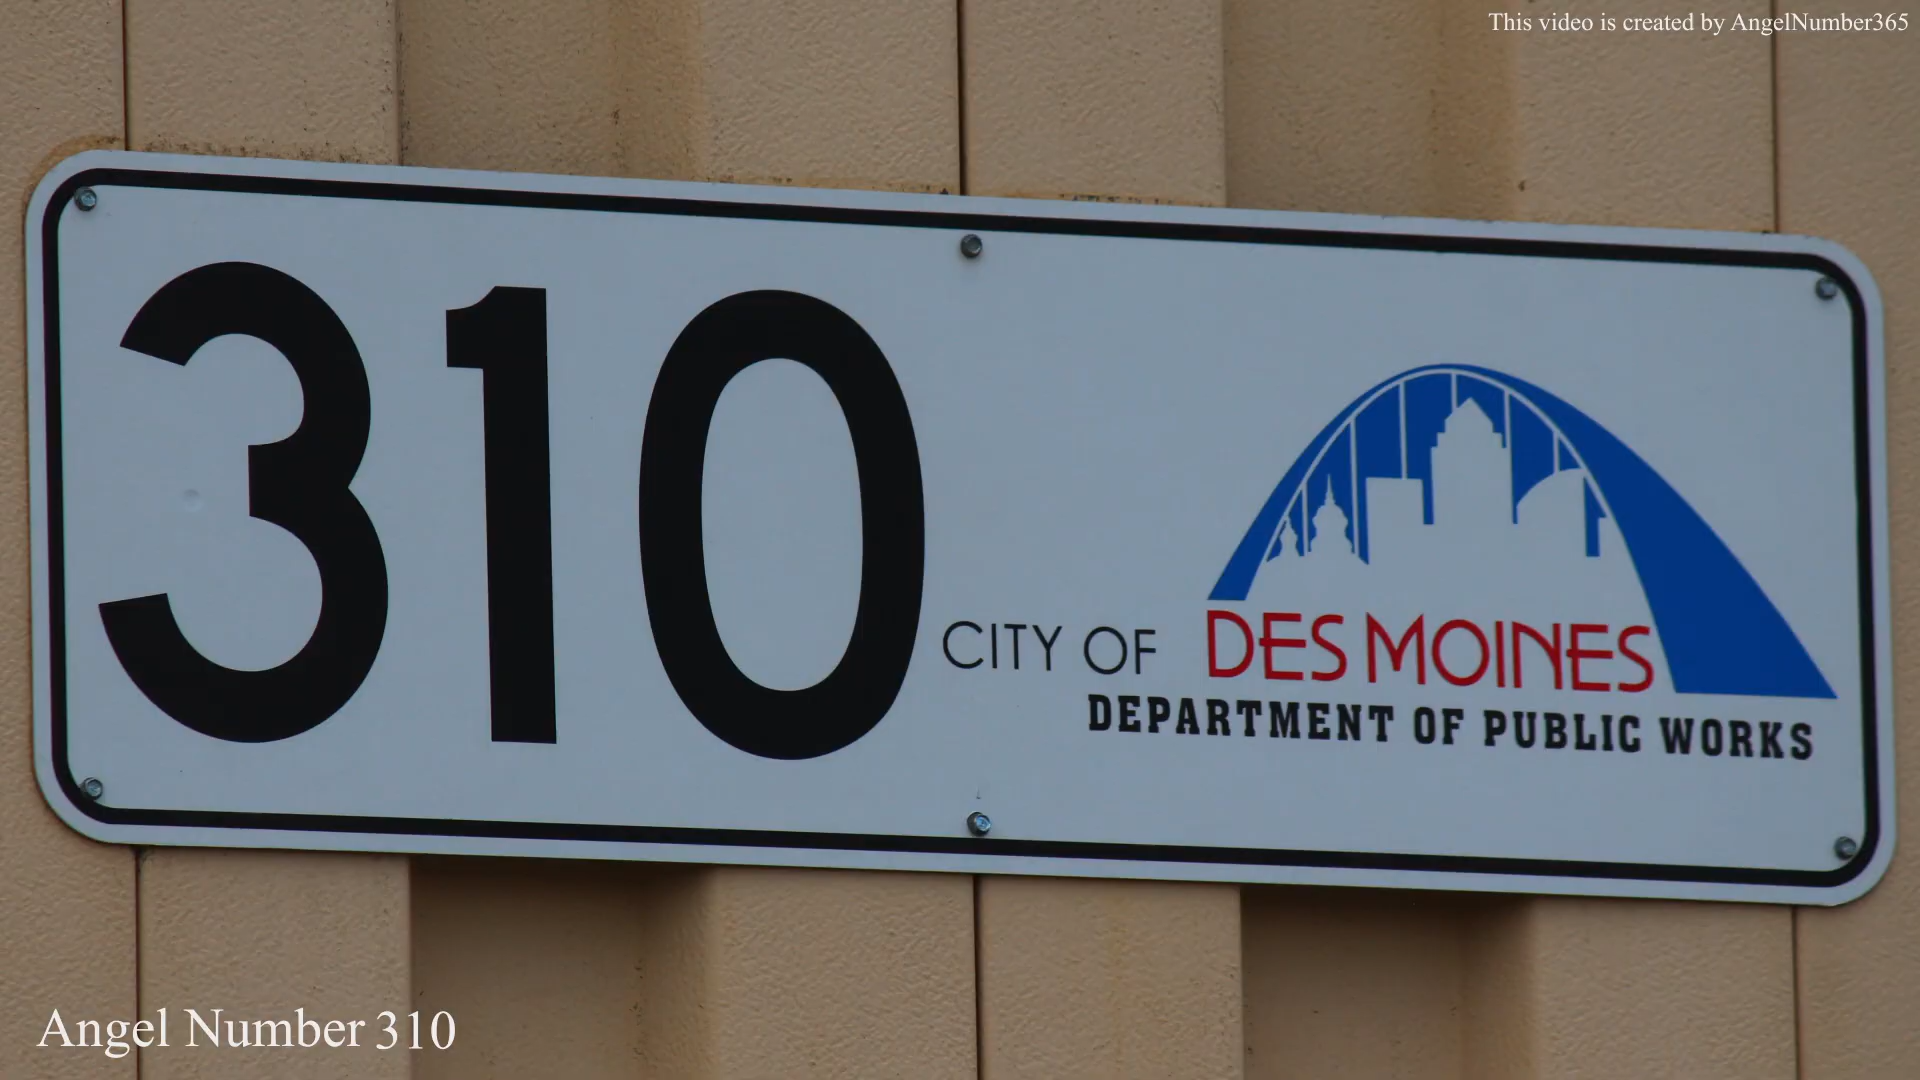 This video is created by AngelNumber365
310
CITY OF DES MOINES
DEPARTMENT OF PUBLIC WORKS
Angel Number 310